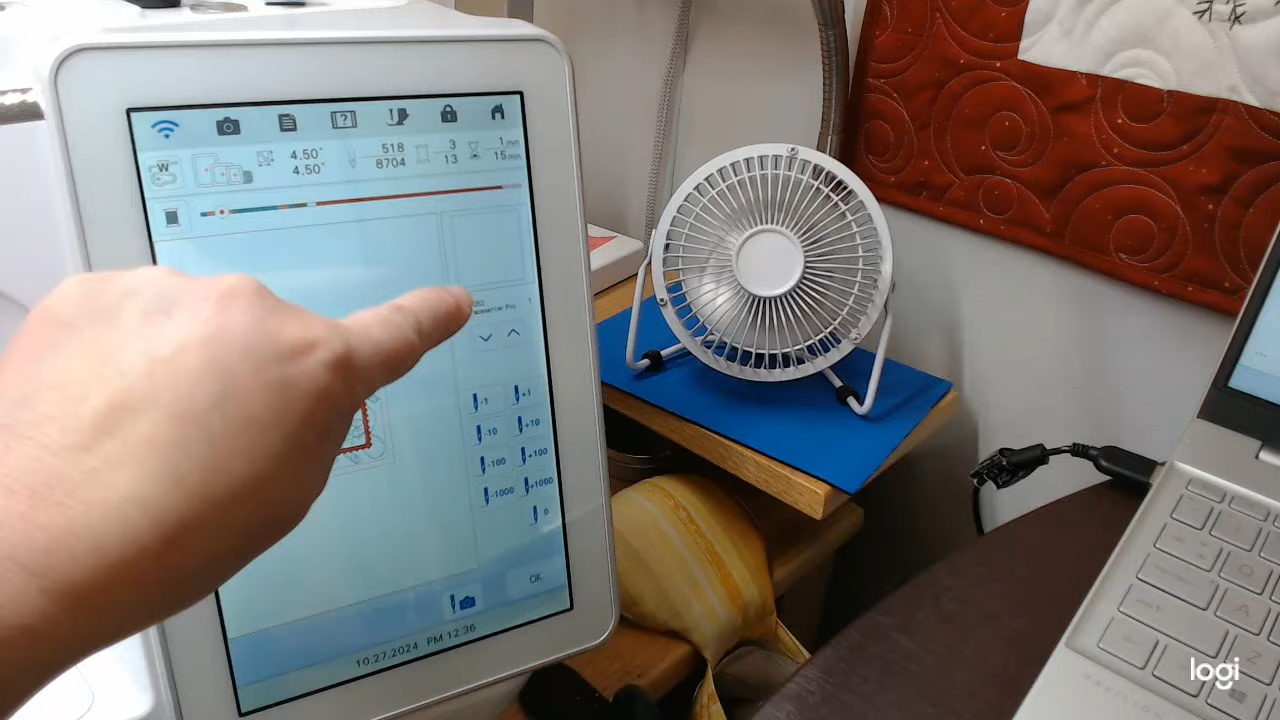 W
4.50"
4.50"
518
8704
3
13
1 min
15 min
?
Pro
-1
+1
-10
+10
-100
+100
-1000
+1000
0
OK
10.27.2024 PM 12:36
logi